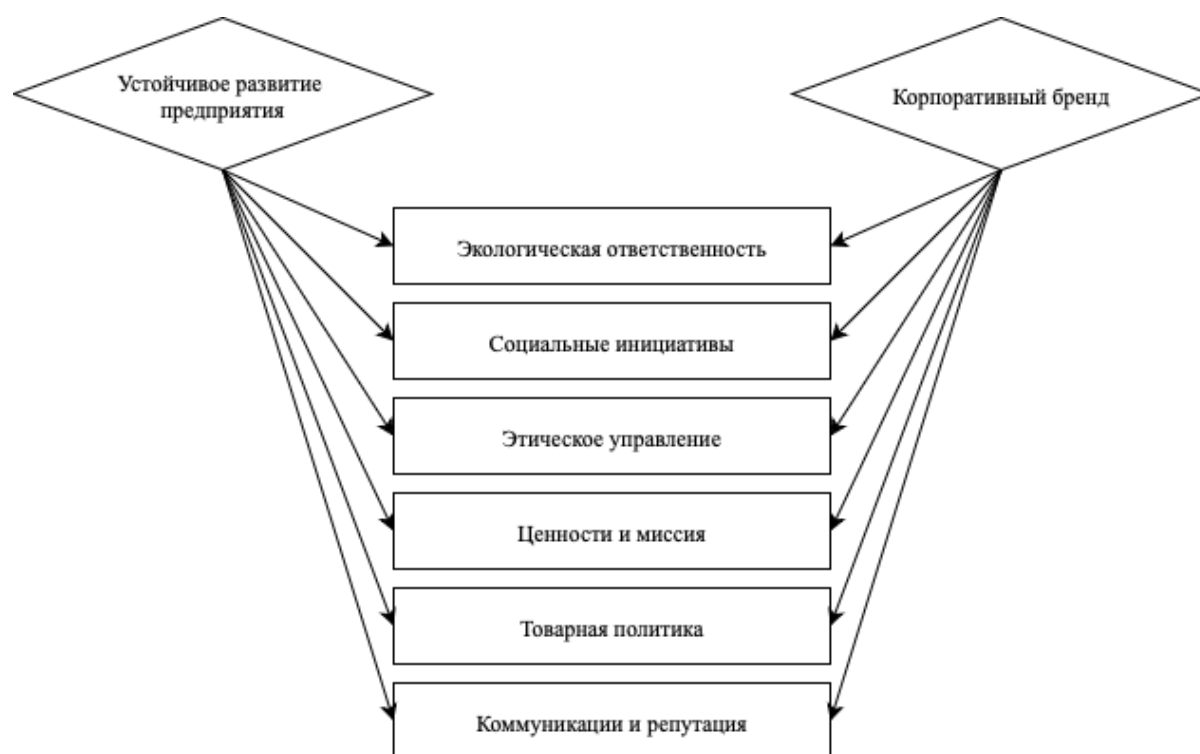 Устойчивое развитие
предприятия
Корпоративный бренд
Экологическая ответственность
Социальные инициативы
Этическое управление
Ценности и миссия
Товарная политика
Коммуникации и репутация